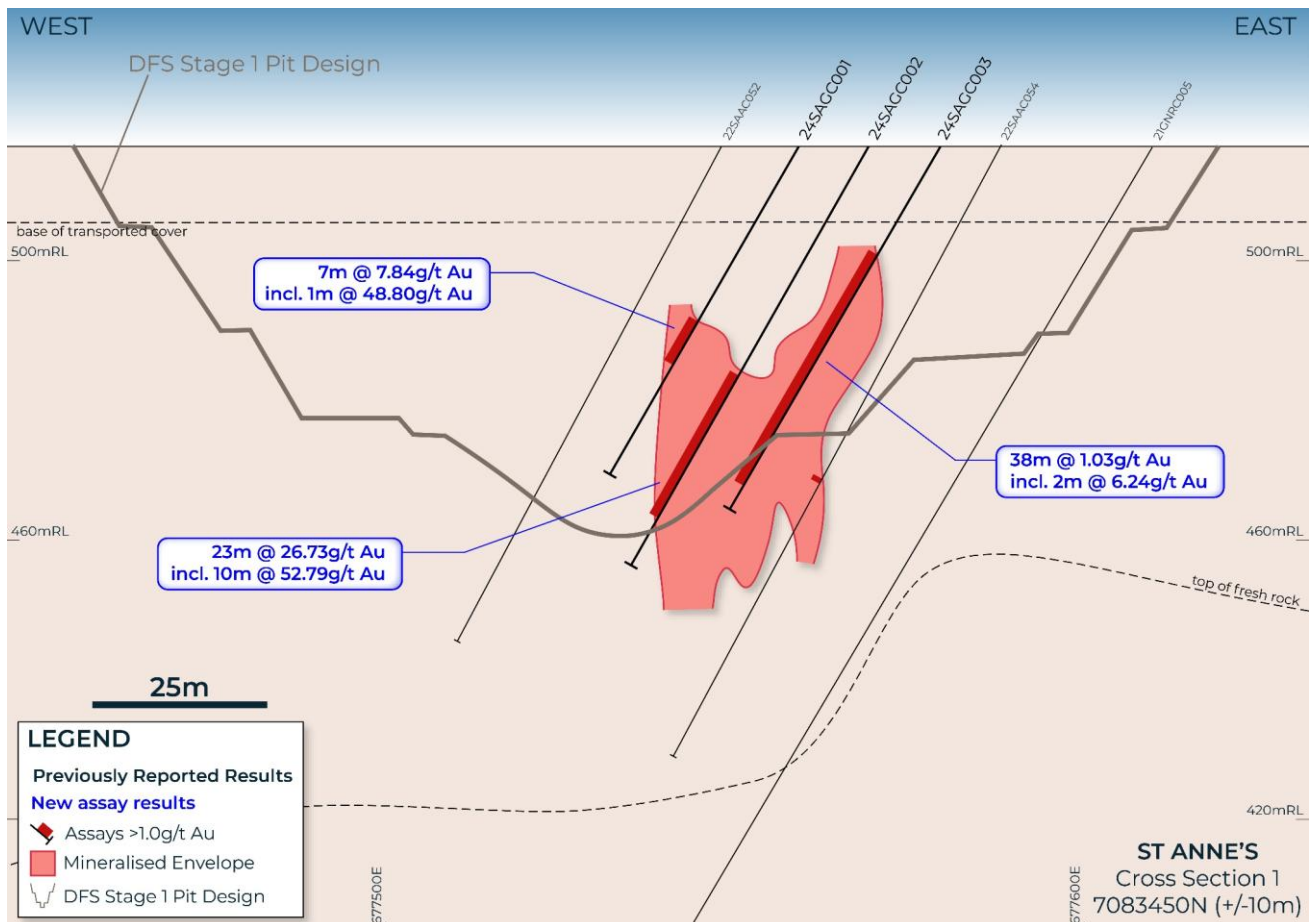 WEST
EAST
DFS Stage 1 Pit Design
22SAAC052
24SAGC001
24SAGC002
24SAGC003
22SAAC054
21GNRC005
base of transported cover
500mRL
500mRL
7m @ 7.84g/t Au
incl. 1m @ 48.80g/t Au
38m @ 1.03g/t Au
incl. 2m @ 6.24g/t Au
460mRL
460mRL
23m @ 26.73g/t Au
incl. 10m @ 52.79g/t Au
top of fresh rock
25m
LEGEND
Previously Reported Results
New assay results
Assays >1.0g/t Au
Mineralised Envelope
DFS Stage 1 Pit Design
420mRL
677500E
677600E
ST ANNE'S
Cross Section 1
7083450N (+/-10m)